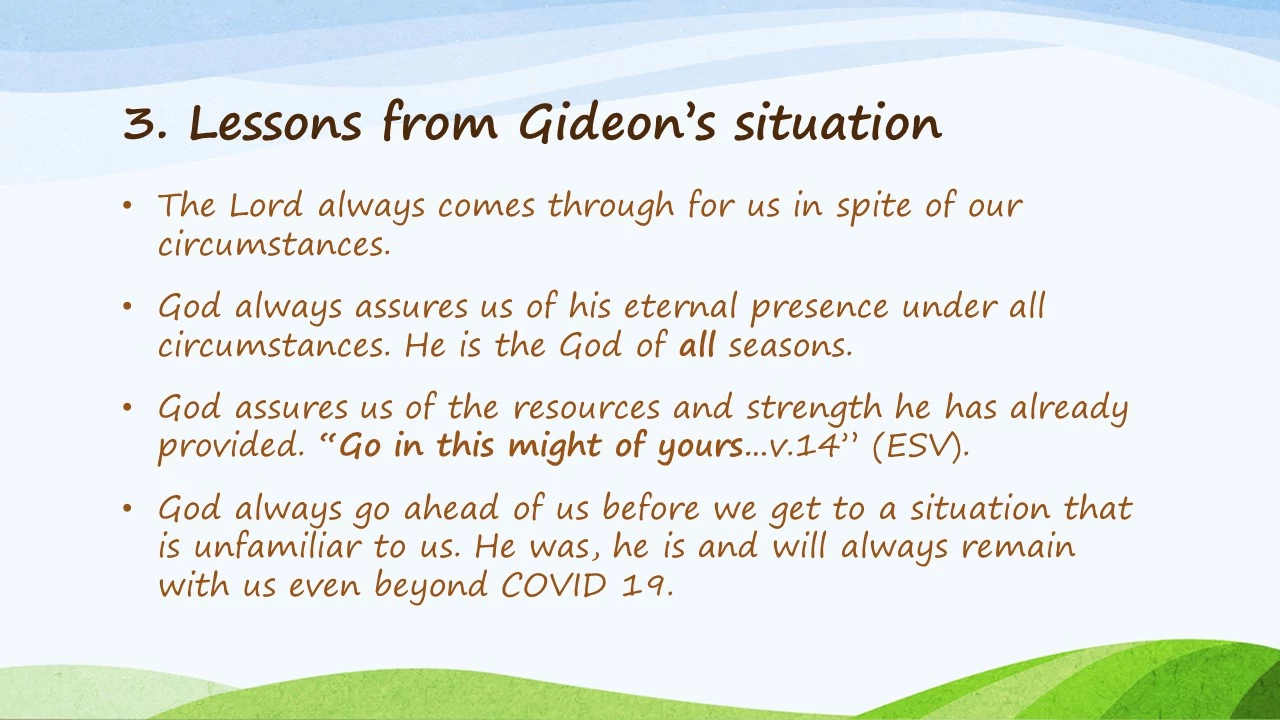 3. Lessons from Gideon’s situation
• The Lord always comes through for us in spite of our
circumstances.
• God always assures us of his eternal presence under all
circumstances. He is the God of all seasons.
• God assures us of the resources and strength he has already
provided. “Go in this might of yours...v.14” (ESV).
• God always go ahead of us before we get to a situation that
is unfamiliar to us. He was, he is and will always remain
with us even beyond COVID 19.